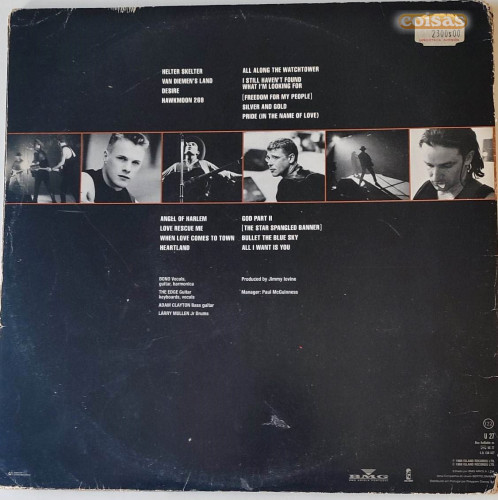 coisas
2300$00
HELTER SKELTER
VAN DIEMEN'S LAND
DESIRE
HAWKMOON 269
ALL ALONG THE WATCHTOWER
I STILL HAVEN'T FOUND
WHAT I'M LOOKING FOR
[FREEDOM FOR MY PEOPLE]
SILVER AND GOLD
PRIDE (IN THE NAME OF LOVE)
ANGEL OF HARLEM
LOVE RESCUE ME
WHEN LOVE COMES TO TOWN
HEARTLAND
GOD PART II
[THE STAR SPANGLED BANNER]
BULLET THE BLUE SKY
ALL I WANT IS YOU
BONO Vocals,
guitar, harmonica
THE EDGE Guitar
keyboards, vocals
ADAM CLAYTON Bass guitar
LARRY MULLEN Jr Drums
Produced by Jimmy Iovine
Manager: Paul McGuinness
U 27
BMG